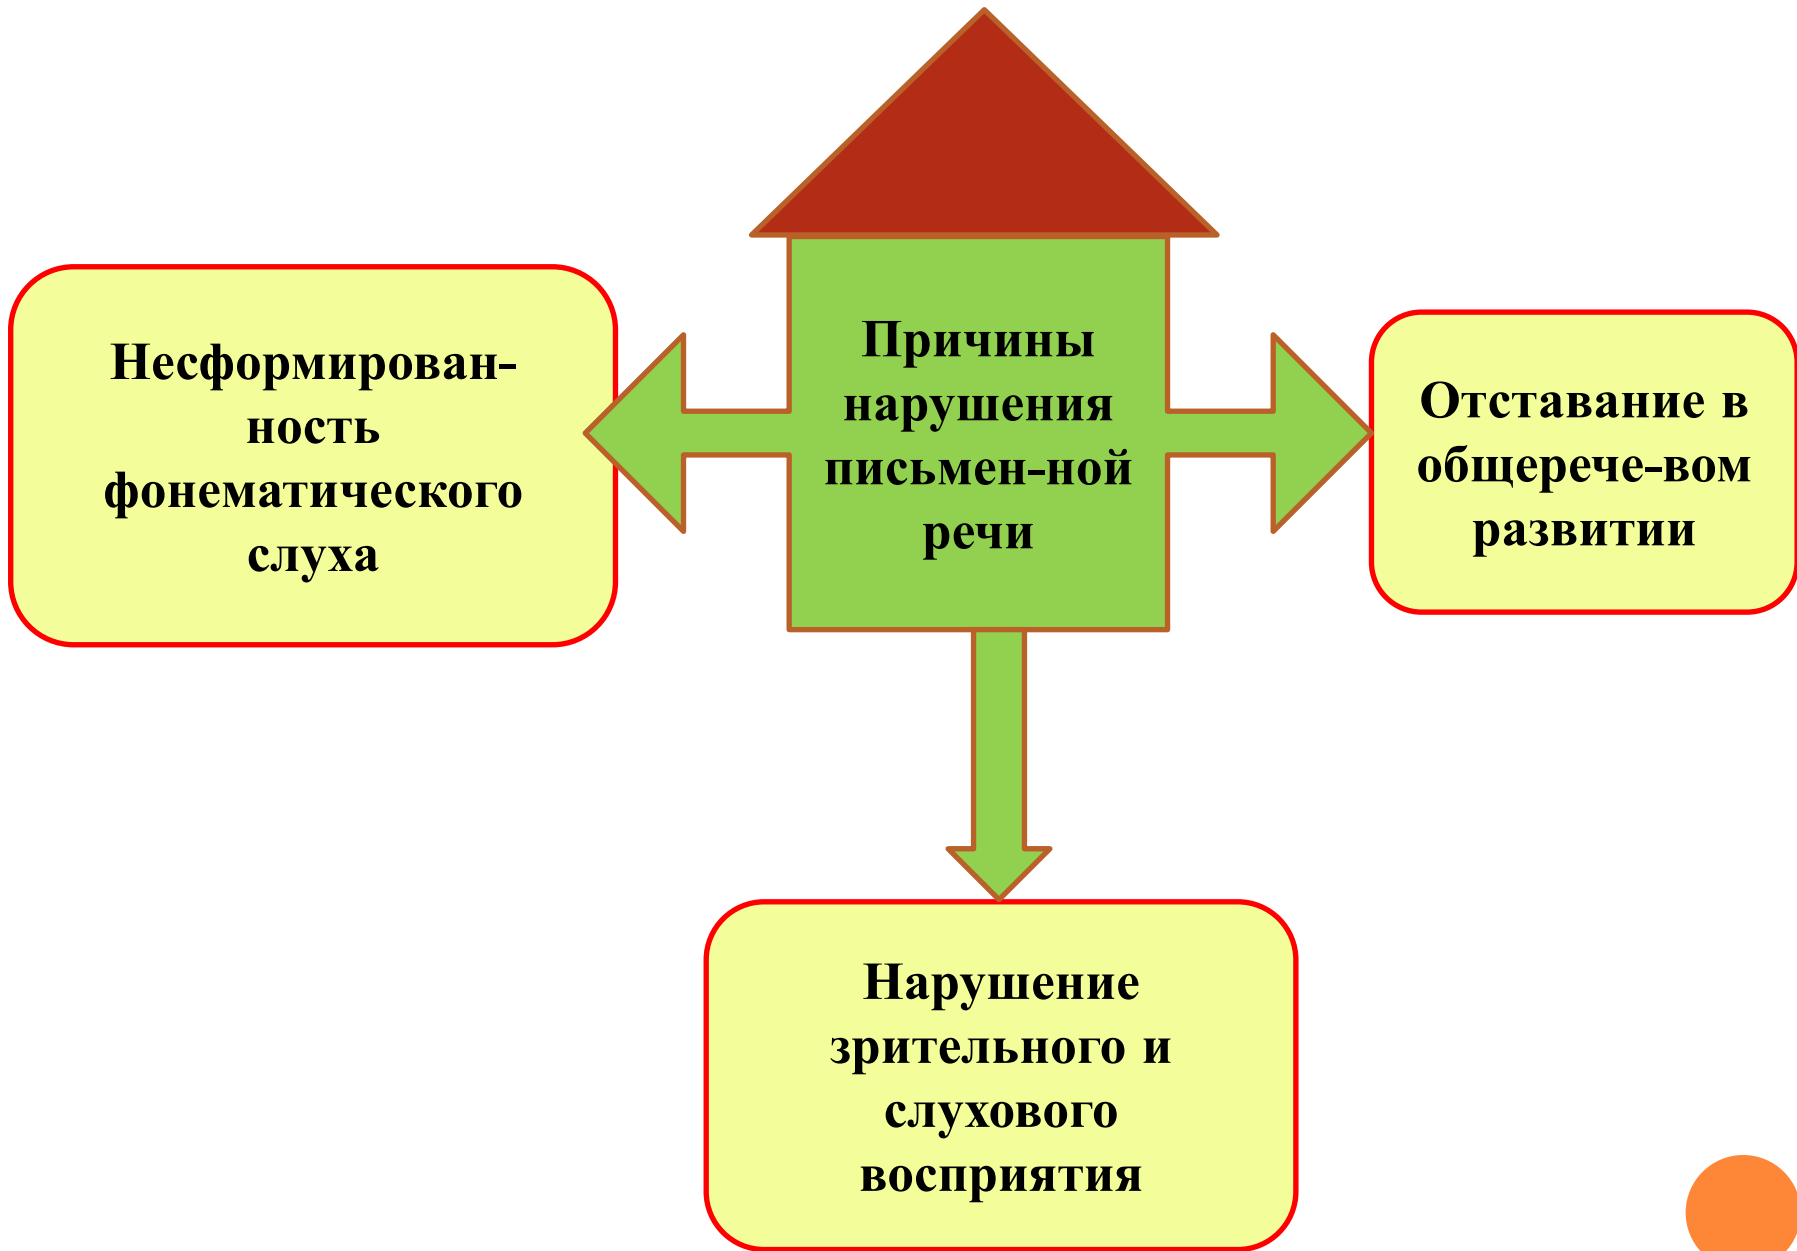 Причины
нарушения
письмен-ной
речи
Несформирован-
ность
фонематического
слуха
Отставание в
общерече-вом
развитии
Нарушение
зрительного и
слухового
восприятия